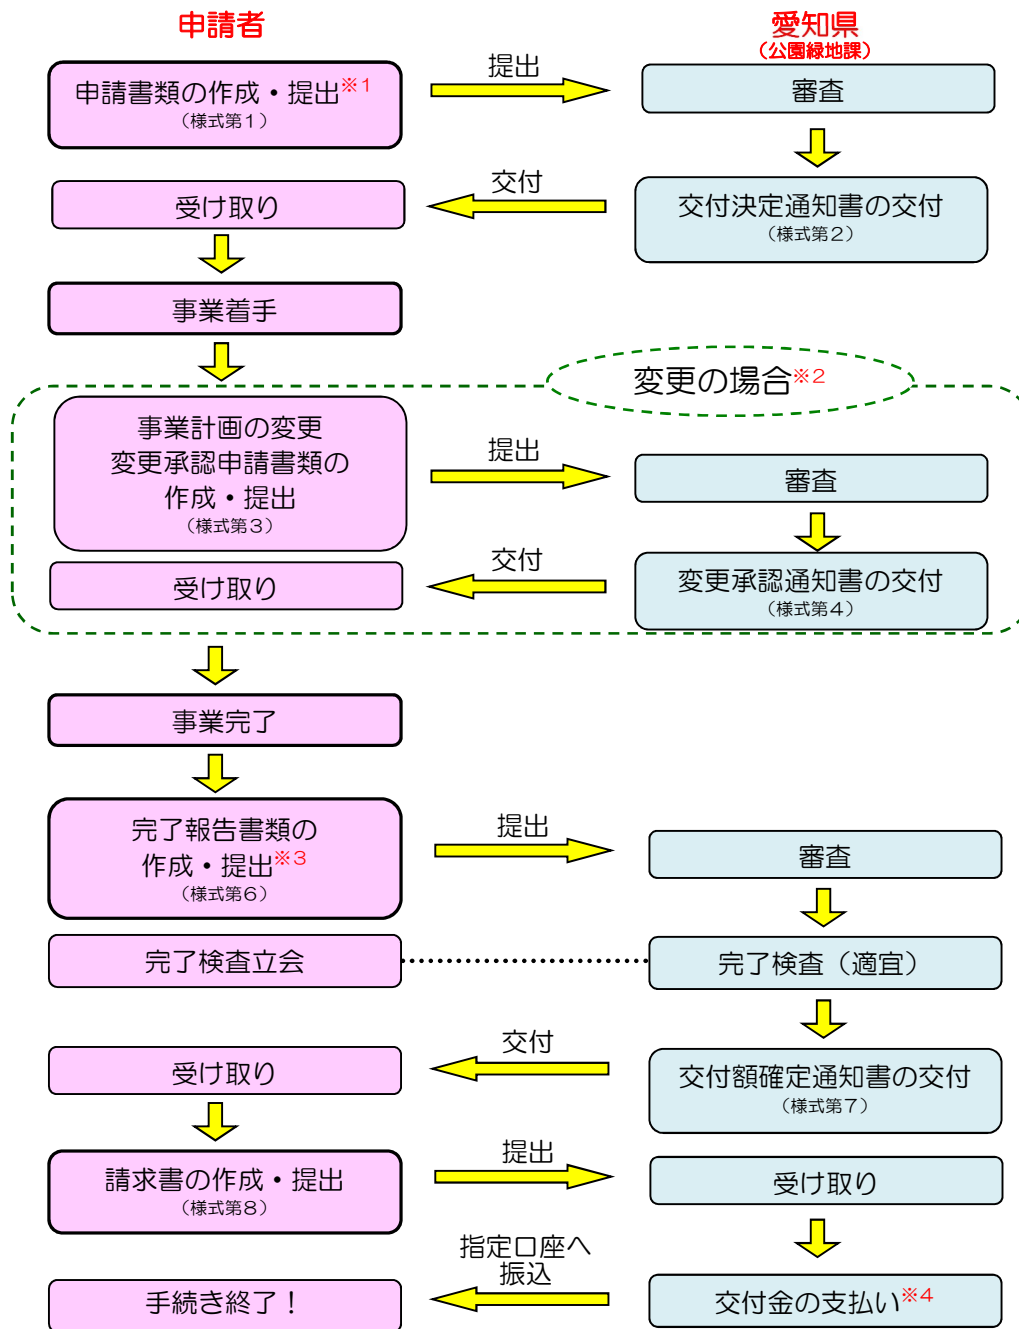 申請者
愛知県
（公園緑地課）
申請書類の作成・提出※1
（様式第1）
提出
審査
交付
受け取り
交付決定通知書の交付
（様式第2）
事業着手
変更の場合※2
事業計画の変更
変更承認申請書類の
作成・提出
（様式第3）
提出
審査
交付
受け取り
変更承認通知書の交付
（様式第4）
事業完了
完了報告書類の
作成・提出※3
（様式第6）
提出
審査
完了検査立会
完了検査（適宜）
交付
受け取り
交付額確定通知書の交付
（様式第7）
請求書の作成・提出
（様式第8）
提出
受け取り
指定口座へ
振込
手続き終了！
交付金の支払い※4